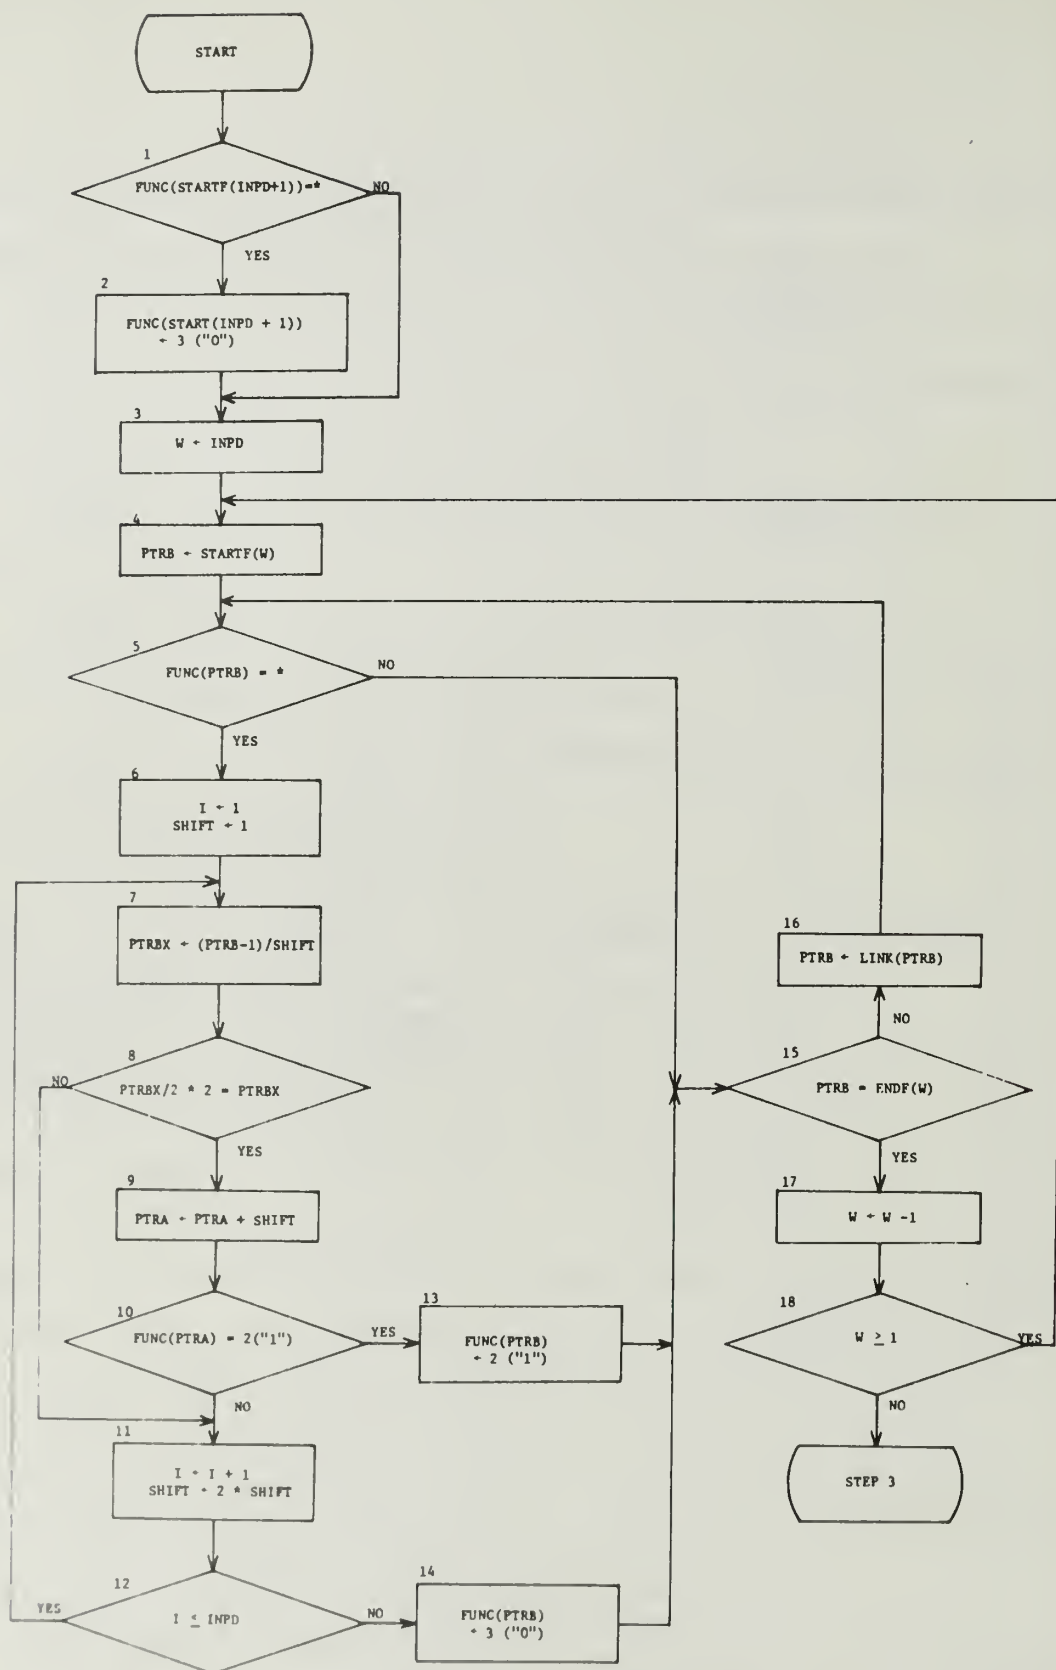 START
1
FUNC(STARTF(INPD+1))=*
NO
YES
2
FUNC(START(INPD + 1))
← 3 ("0")
3
W ← INPD
4
PTRB ← STARTF(W)
5
FUNC(PTRB) = *
NO
YES
6
I ← 1
SHIFT ← 1
7
PTRBX ← (PTRB-1)/SHIFT
8
NO
PTRBX/2 * 2 = PTRBX
YES
9
PTRA ← PTRA + SHIFT
10
FUNC(PTRA) = 2("1")
YES
NO
13
FUNC(PTRB)
← 2 ("1")
11
I ← I + 1
SHIFT ← 2 * SHIFT
12
YES
I ≤ INPD
NO
14
FUNC(PTRB)
← 3 ("0")
16
PTRB ← LINK(PTRB)
NO
15
PTRB = ENDF(W)
YES
17
W ← W -1
18
W ≥ 1
YES
NO
STEP 3